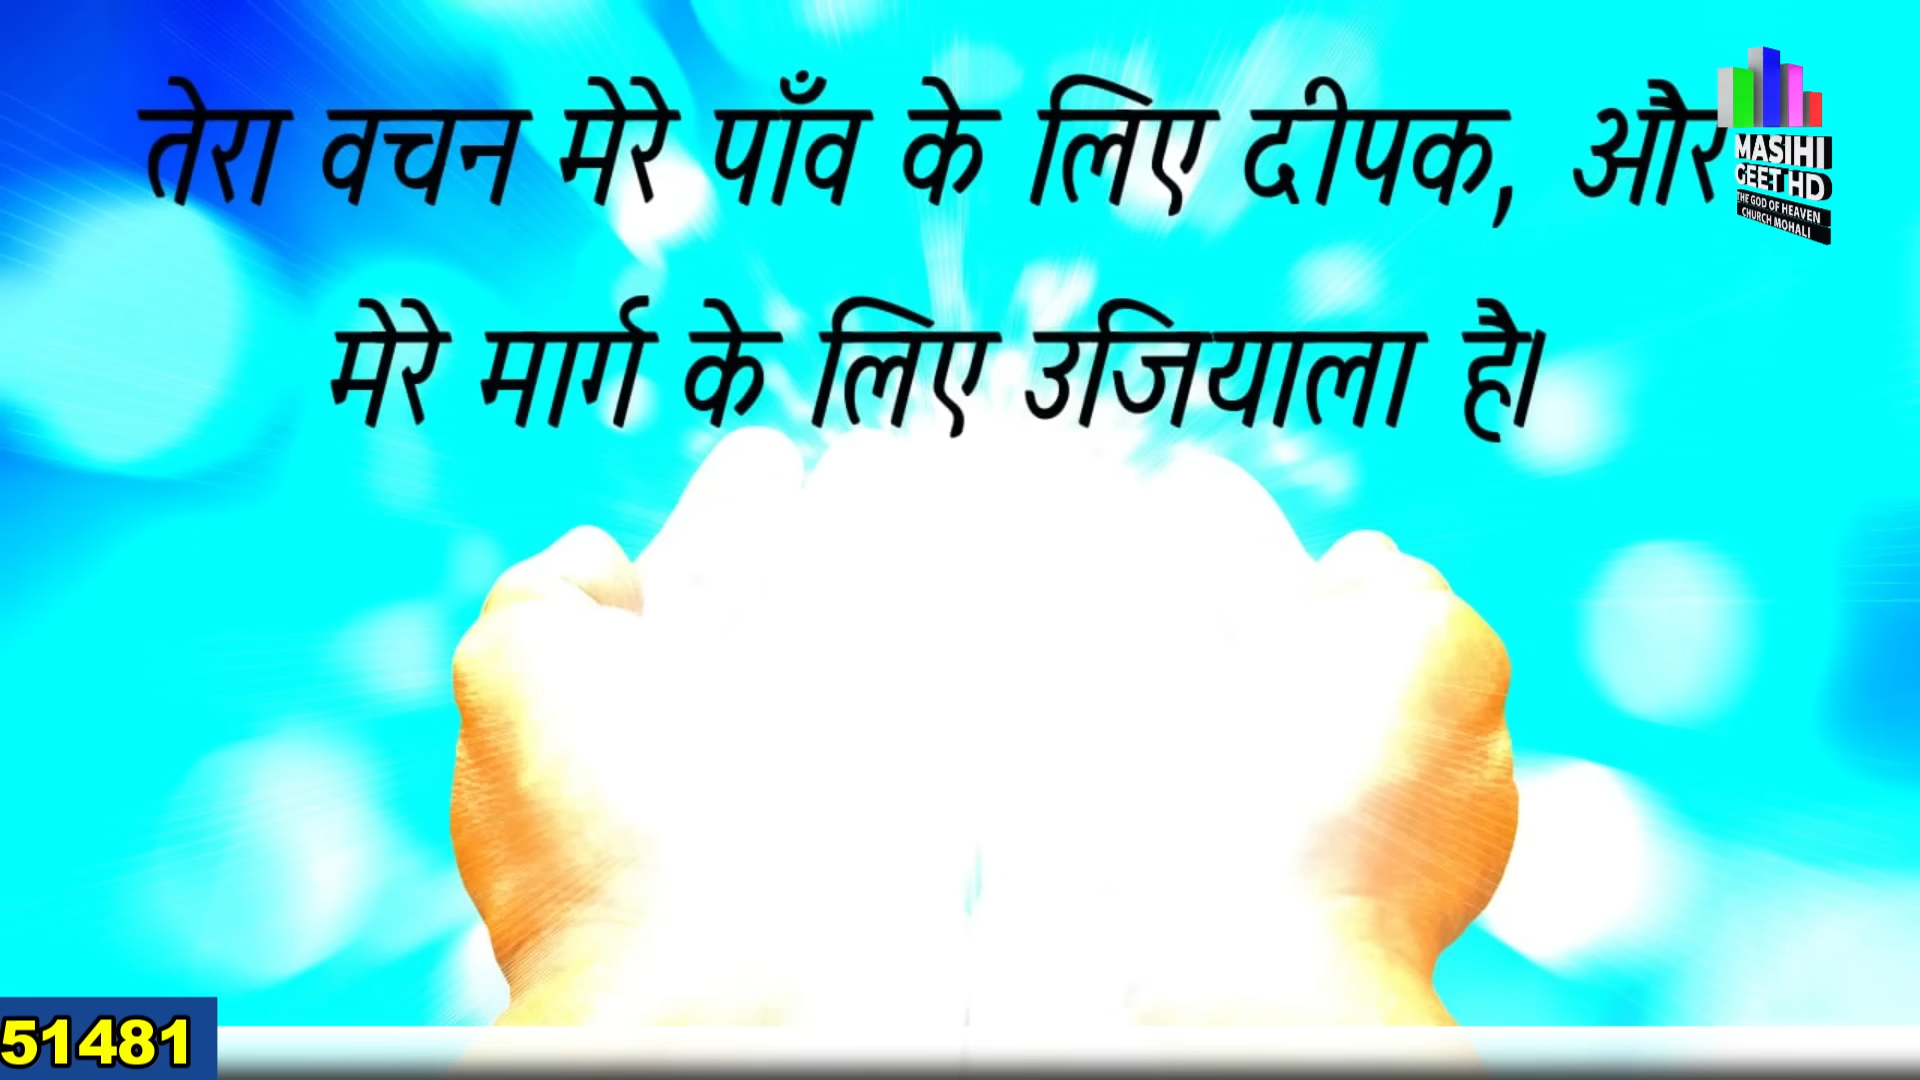 तेरा वचन मेरे पाँव के लिए दीपक, और
मेरे मार्ग के लिए उजियाला है।
MASIHI
GEET HD
THE GOD OF HEAVEN
CHURCH MOHALI
51481